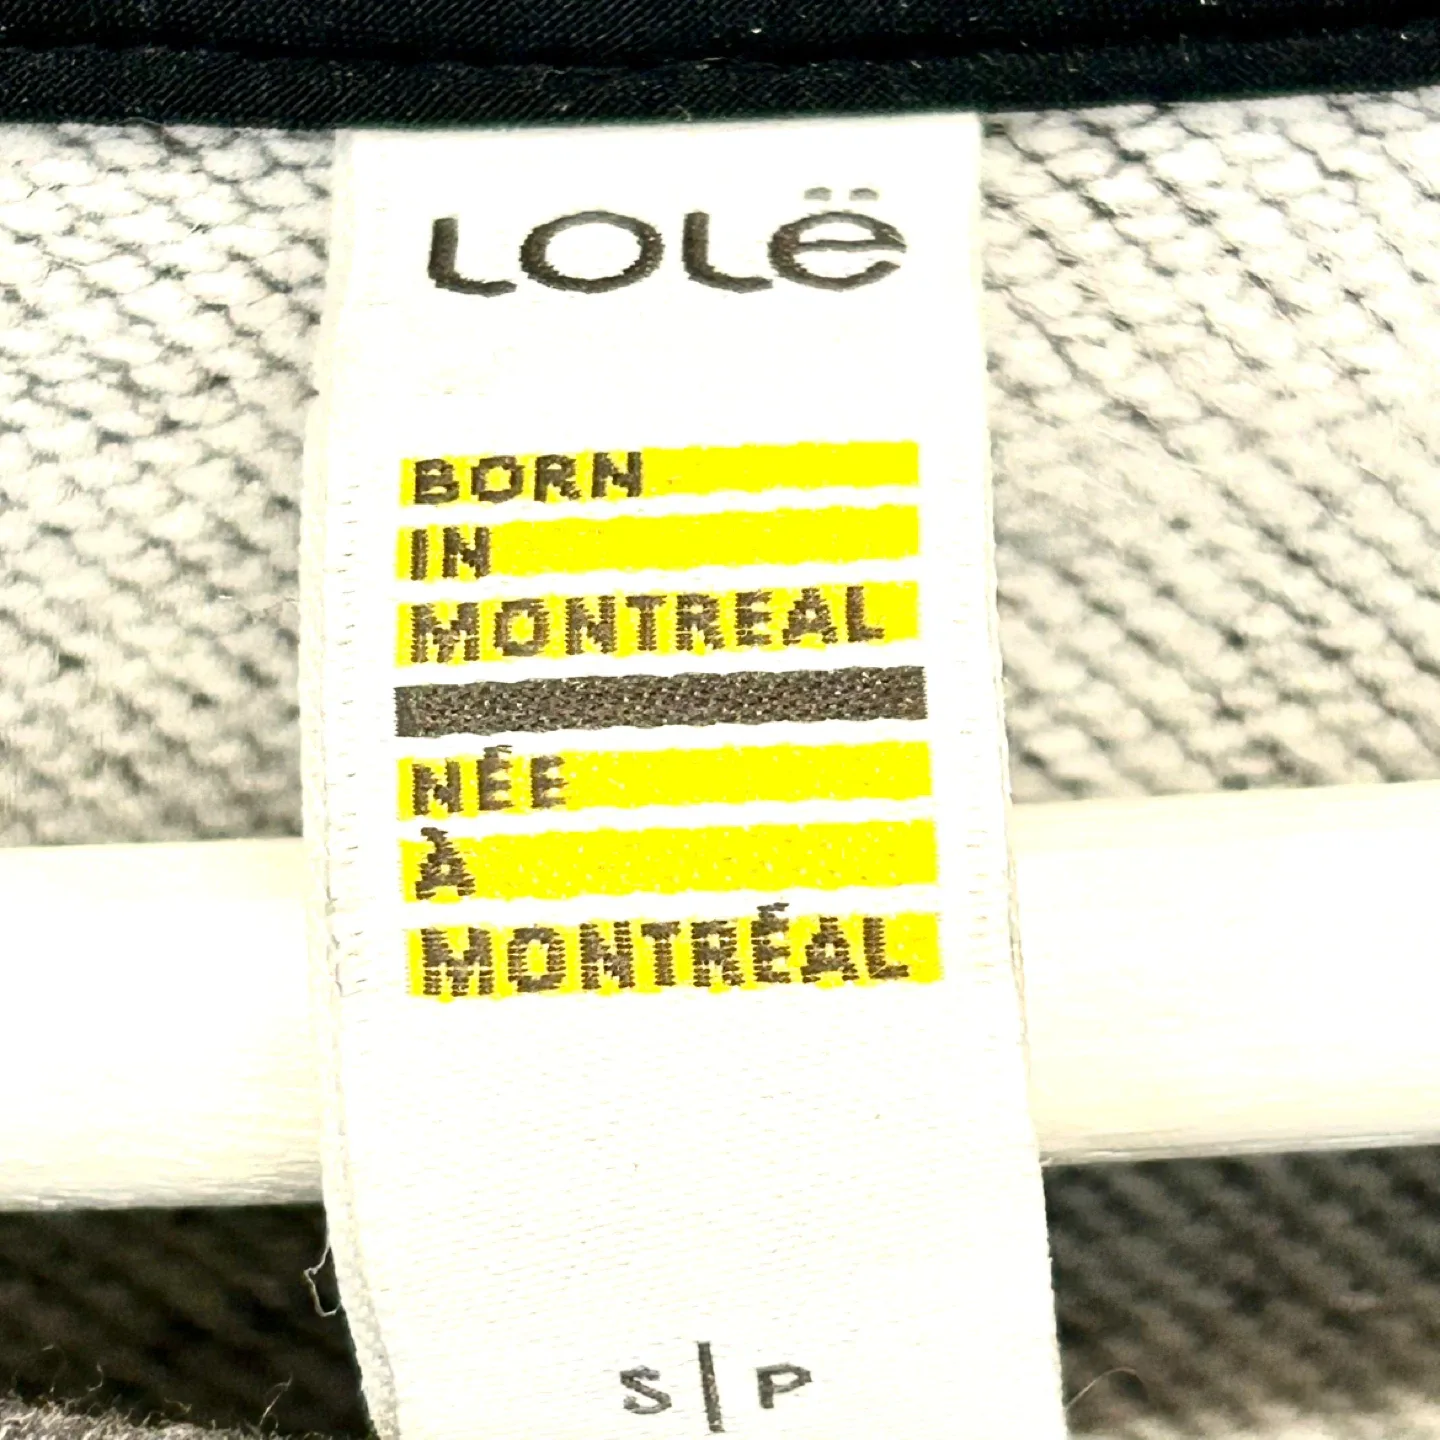 LOLË
BORN
IN
MONTREAL
NÉE
À
MONTRÉAL
S|P